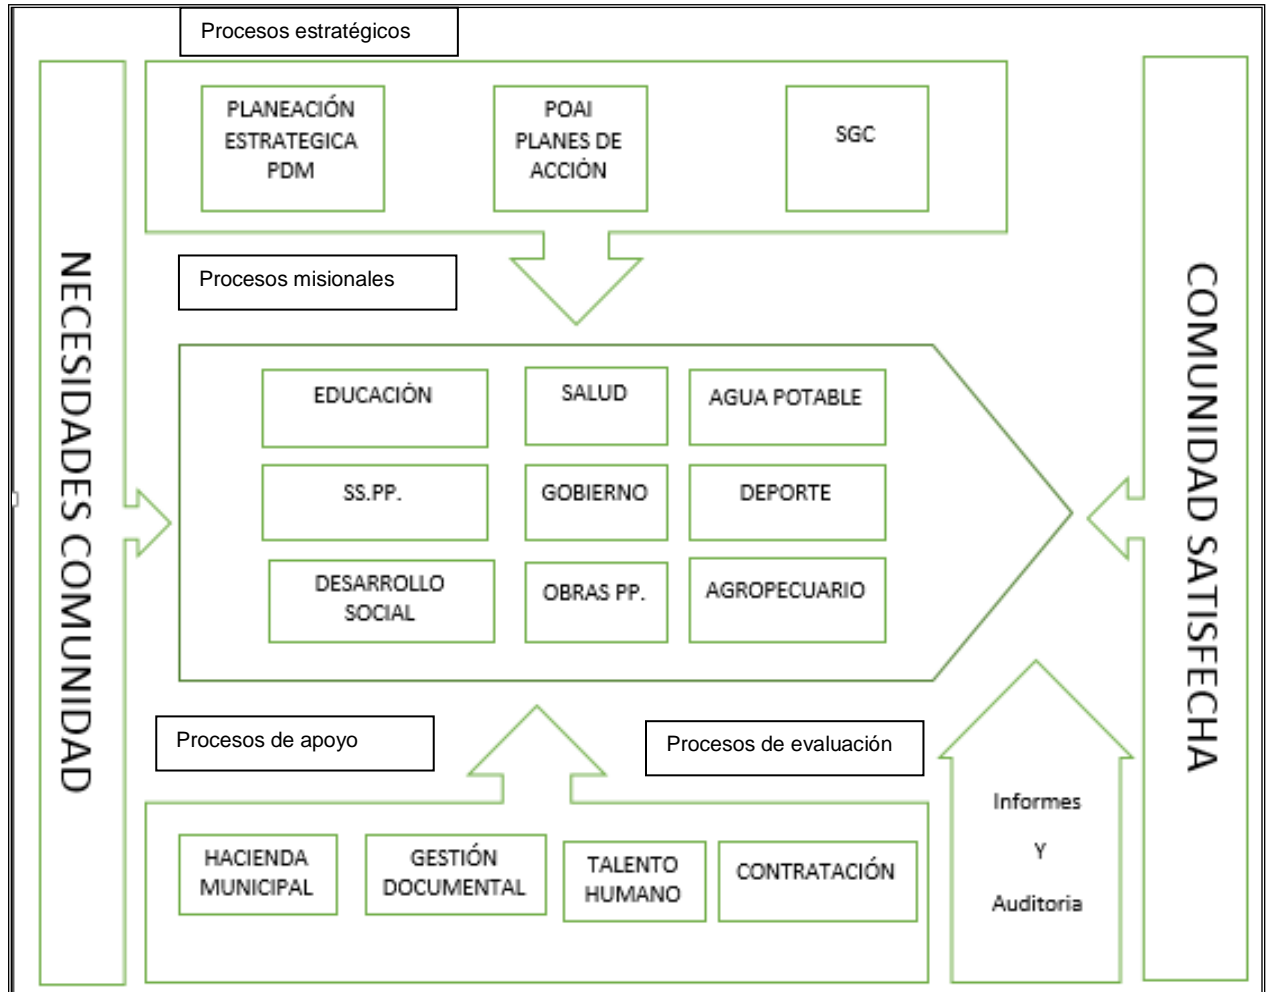 Procesos estratégicos
PLANEACIÓN
ESTRATEGICA
PDM
POAI
PLANES DE
ACCIÓN
SGC
NECESIDADES COMUNIDAD
Procesos misionales
COMUNIDAD SATISFECHA
EDUCACIÓN
SALUD
AGUA POTABLE
SS.PP.
GOBIERNO
DEPORTE
DESARROLLO
SOCIAL
OBRAS PP.
AGROPECUARIO
Procesos de apoyo
Procesos de evaluación
HACIENDA
MUNICIPAL
GESTIÓN
DOCUMENTAL
TALENTO
HUMANO
CONTRATACIÓN
Informes
Y
Auditoria